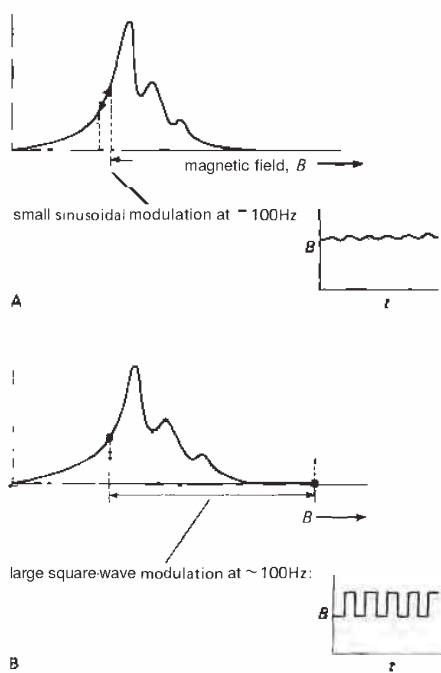 magnetic field, B
small sinusoidal modulation at ~ 100Hz
B
t
A
B
large square-wave modulation at ~ 100Hz:
B
t
B